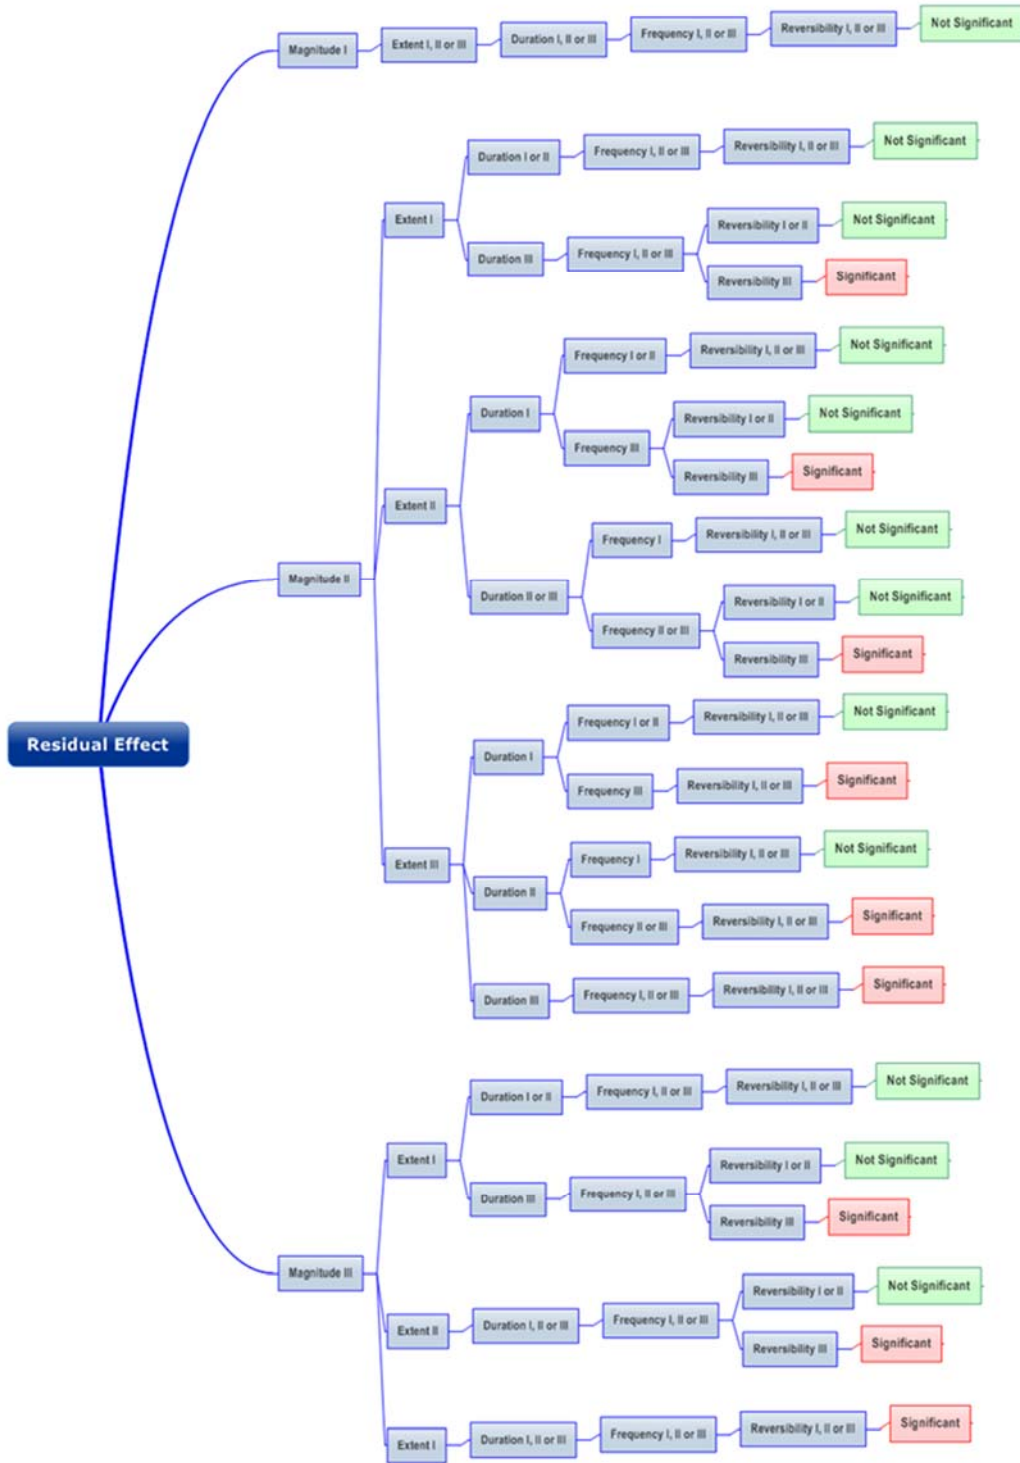 Magnitude I
Extent I, II or III
Duration I, II or III
Frequency I, II or III
Reversibility I, II or III
Not Significant
Residual Effect
Magnitude II
Extent I
Duration I or II
Frequency I, II or III
Reversibility I, II or III
Not Significant
Duration III
Frequency I, II or III
Reversibility I or II
Not Significant
Reversibility III
Significant
Extent II
Duration I
Frequency I or II
Reversibility I, II or III
Not Significant
Frequency III
Reversibility I or II
Not Significant
Reversibility III
Significant
Duration II or III
Frequency I
Reversibility I, II or III
Not Significant
Frequency II or III
Reversibility I or II
Not Significant
Reversibility III
Significant
Extent III
Duration I
Frequency I or II
Reversibility I, II or III
Not Significant
Frequency III
Reversibility I, II or III
Significant
Duration II
Frequency I
Reversibility I, II or III
Not Significant
Frequency II or III
Reversibility I, II or III
Significant
Duration III
Frequency I, II or III
Reversibility I, II or III
Significant
Magnitude III
Extent I
Duration I or II
Frequency I, II or III
Reversibility I, II or III
Not Significant
Duration III
Frequency I, II or III
Reversibility I or II
Not Significant
Reversibility III
Significant
Extent II
Duration I, II or III
Frequency I, II or III
Reversibility I or II
Not Significant
Reversibility III
Significant
Extent I
Duration I, II or III
Frequency I, II or III
Reversibility I, II or III
Significant